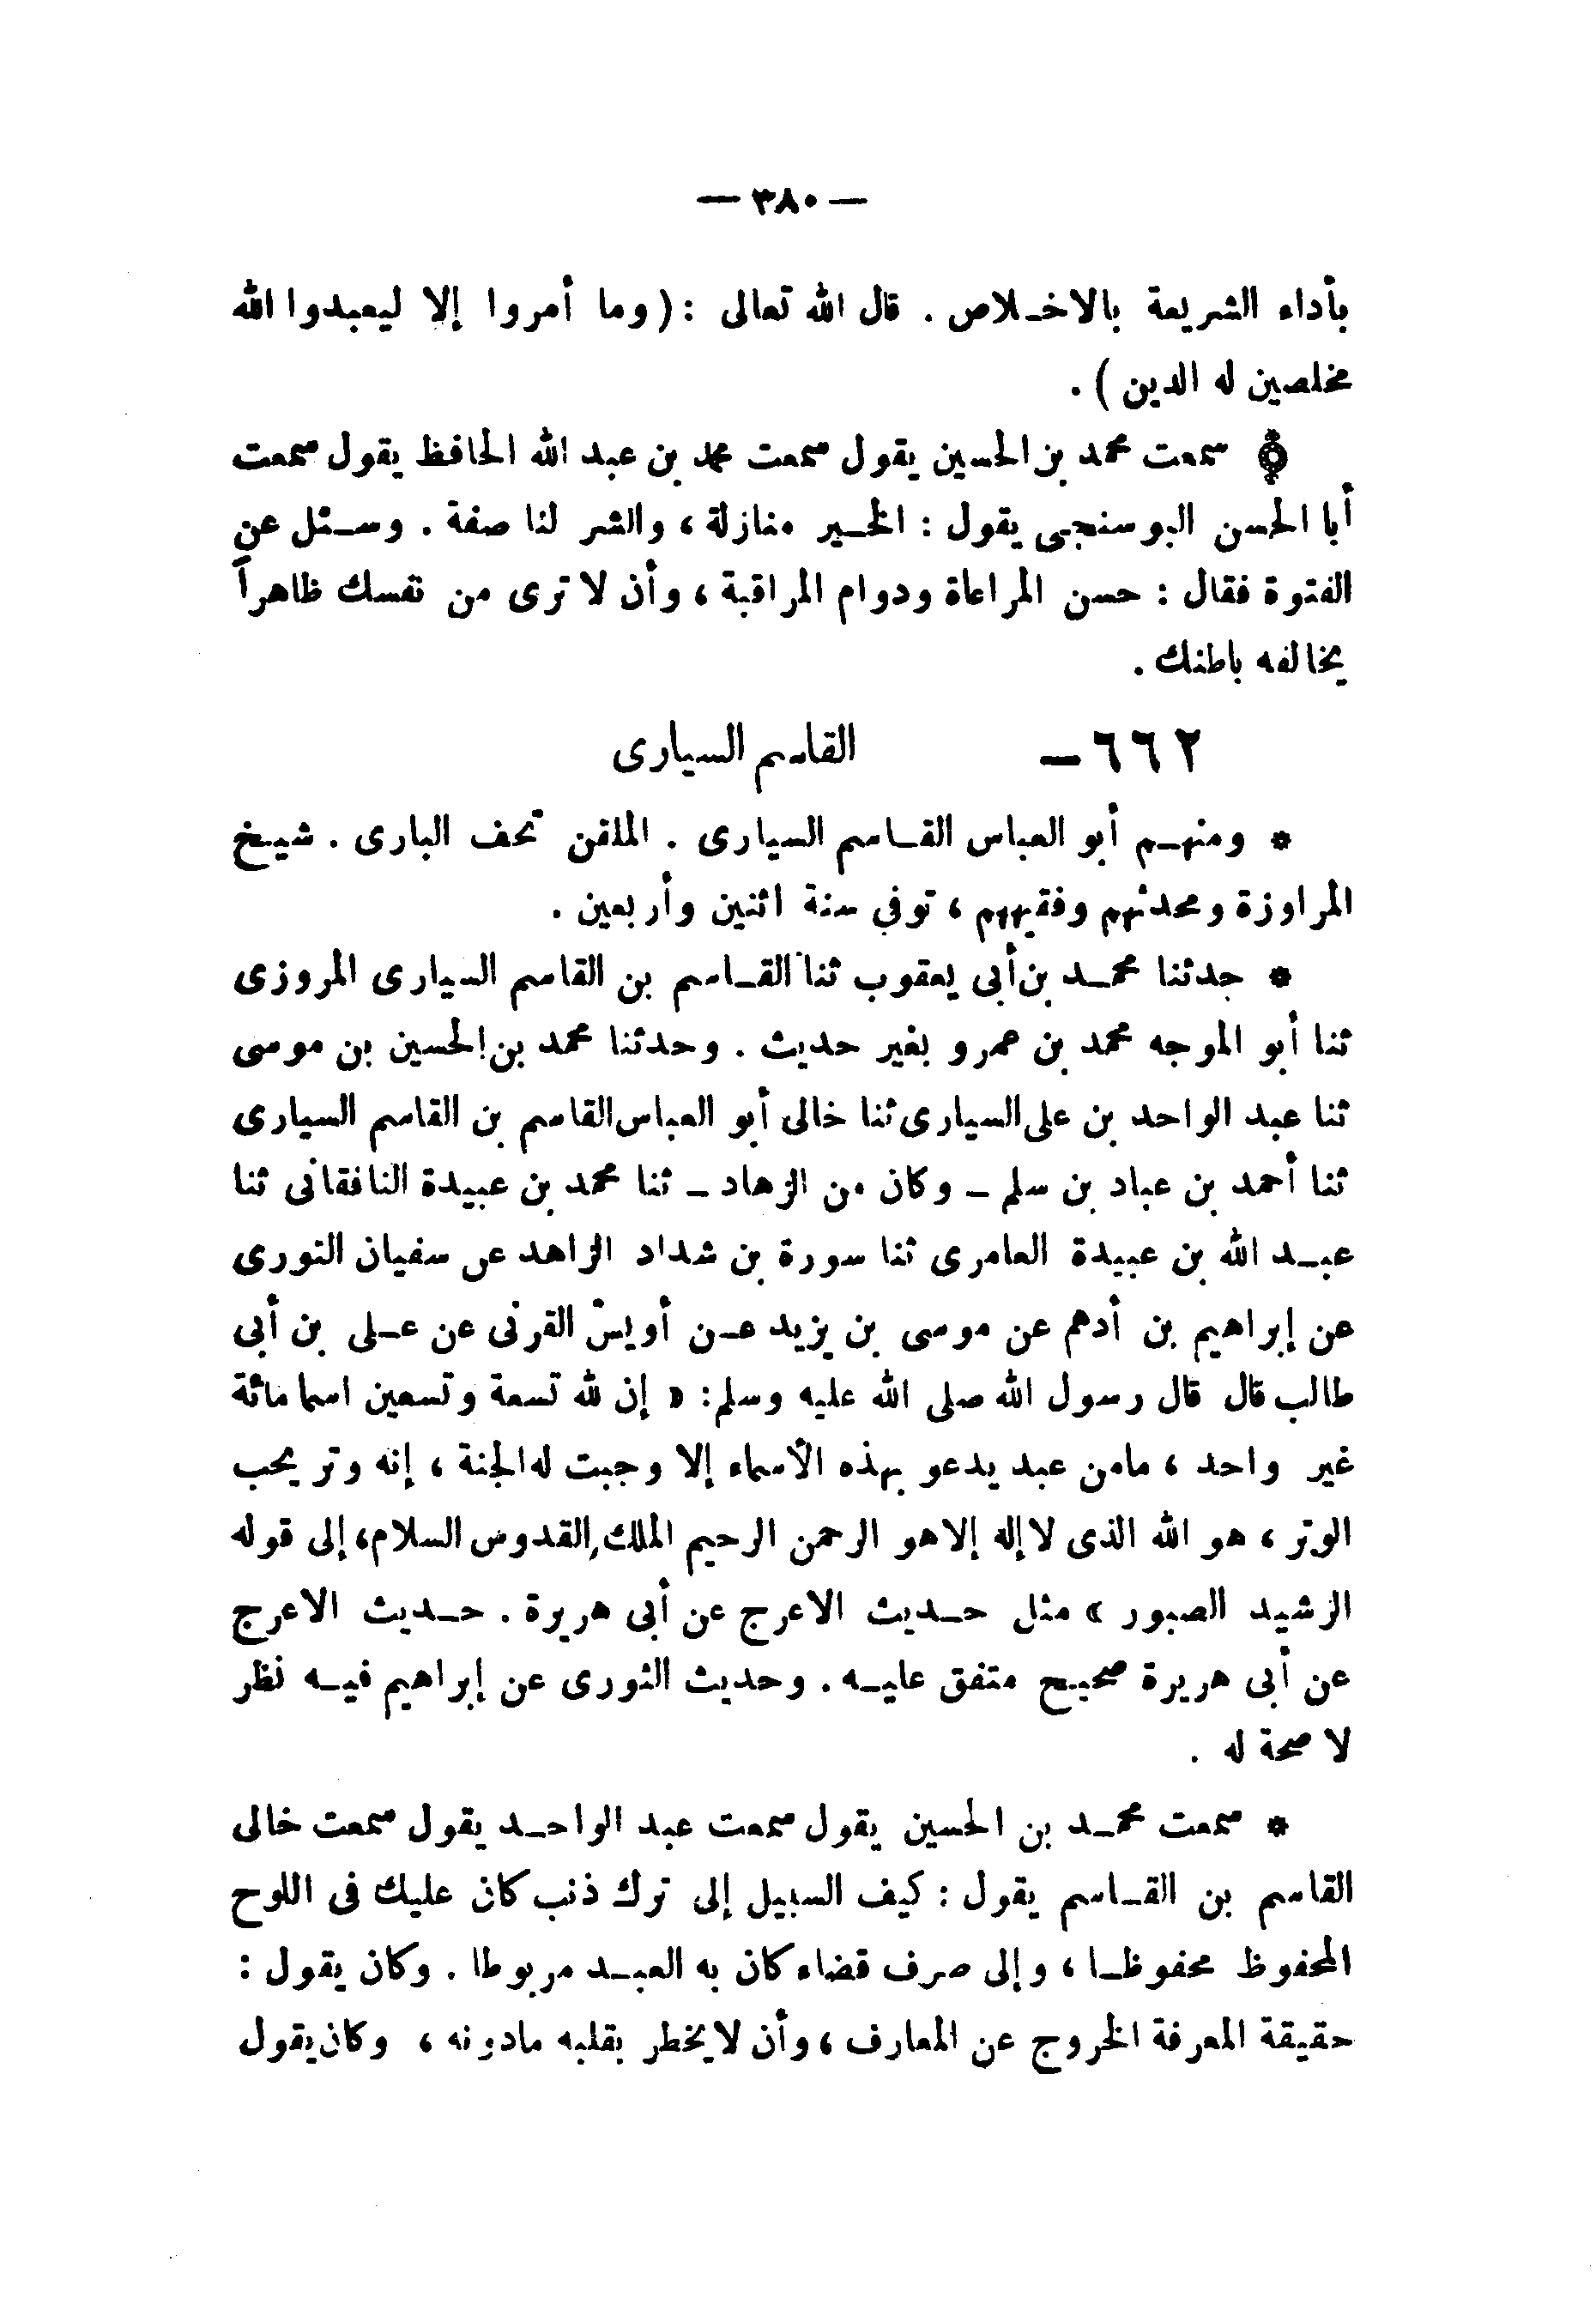 — ٣٨٠ —
بأداء الشريعة بالاخلاص . قال الله تعالى : (وما أمروا إلا ليعبدوا الله
مخلصين له الدين ) .
سمعت محمد بن الحسين يقول سمعت محمد بن عبد الله الحافظ يقول سمعت
أبا الحسن البوسنجى يقول : الخير منازلة ، والشر لنا صفة . وسئل عن
الفتوة فقال : حسن المراعاة ودوام المراقبة ، وأن لا ترى من نفسك ظاهراً
يخالفه باطنك .
٦٦٢ — القاسم السيارى
* ومنهم أبو العباس القاسم السيارى . الملقن تحف البارى . شيخ
المراوزة ومحدثهم وفقيههم ، توفي سنة اثنين وأربعين .
* حدثنا محمد بن أبى يعقوب ثنا القاسم بن القاسم السيارى المروزى
ثنا أبو الموجه محمد بن عمرو بغير حديث . وحدثنا محمد بن الحسين بن موسى
ثنا عبد الواحد بن على السيارى ثنا خالى أبو العباس القاسم بن القاسم السيارى
ثنا أحمد بن عباد بن سلم - وكان من الزهاد - ثنا محمد بن عبيدة النافقانى ثنا
عبد الله بن عبيدة العامرى ثنا سورة بن شداد الزاهد عن سفيان الثورى
عن إبراهيم بن أدهم عن موسى بن يزيد عن أويس القرنى عن على بن أبى
طالب قال قال رسول الله صلى الله عليه وسلم : « إن لله تسعة وتسعين اسما مائة
غير واحد ، مامن عبد يدعو بهذه الأسماء إلا وجبت له الجنة ، إنه وتر يحب
الوتر ، هو الله الذى لا إله إلا هو الرحمن الرحيم الملك القدوس السلام، إلى قوله
الرشيد الصبور » مثل حديث الاعرج عن أبى هريرة . حديث الاعرج
عن أبى هريرة صحيح متفق عليه . وحديث الثورى عن إبراهيم فيه نظر
لا صحة له .
* سمعت محمد بن الحسين يقول سمعت عبد الواحد يقول سمعت خالى
القاسم بن القاسم يقول : كيف السبيل إلى ترك ذنب كان عليك فى اللوح
المحفوظ محفوظا ، وإلى صرف قضاء كان به العبد مربوطا . وكان يقول :
حقيقة المعرفة الخروج عن المعارف ، وأن لا يخطر بقلبه مادونه ، وكان يقول